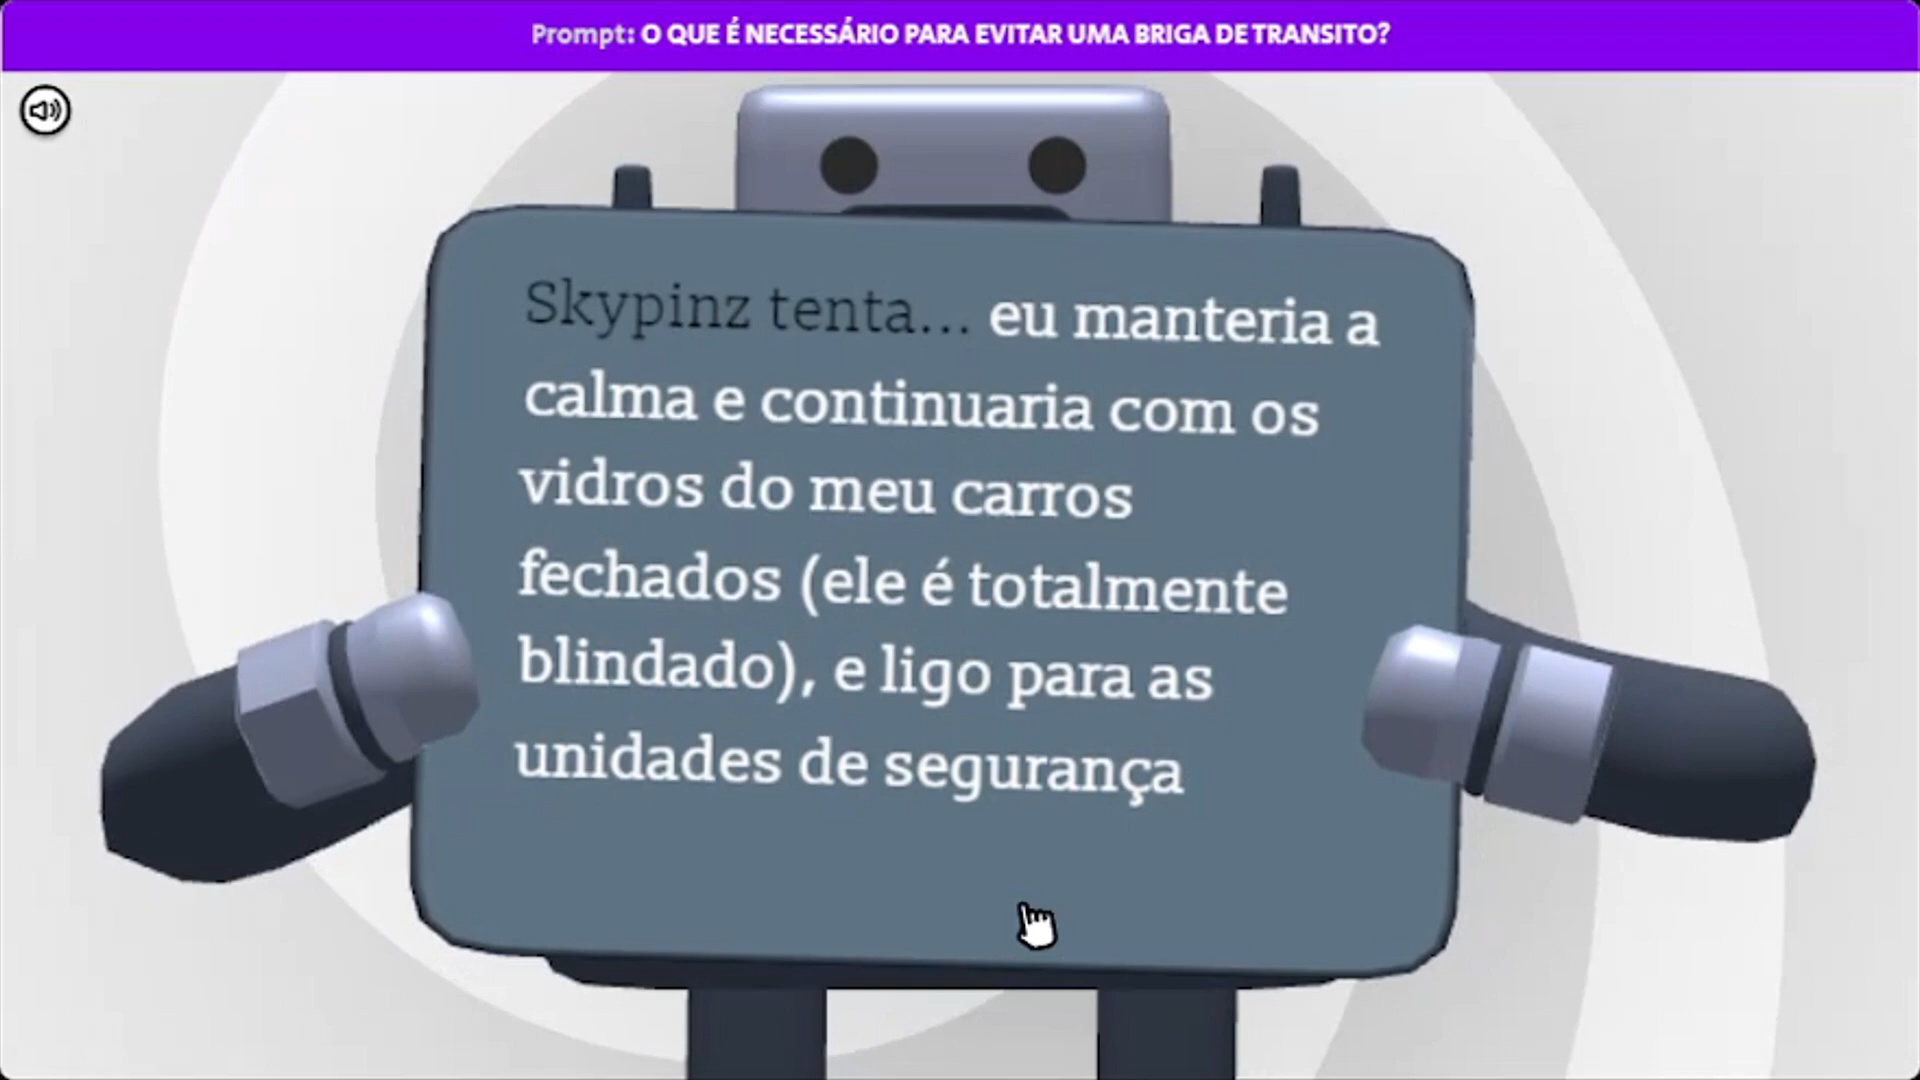 Prompt: O QUE É NECESSÁRIO PARA EVITAR UMA BRIGA DE TRANSITO?
Skypinz tenta... eu manteria a
calma e continuaria com os
vidros do meu carros
fechados (ele é totalmente
blindado), e ligo para as
unidades de segurança